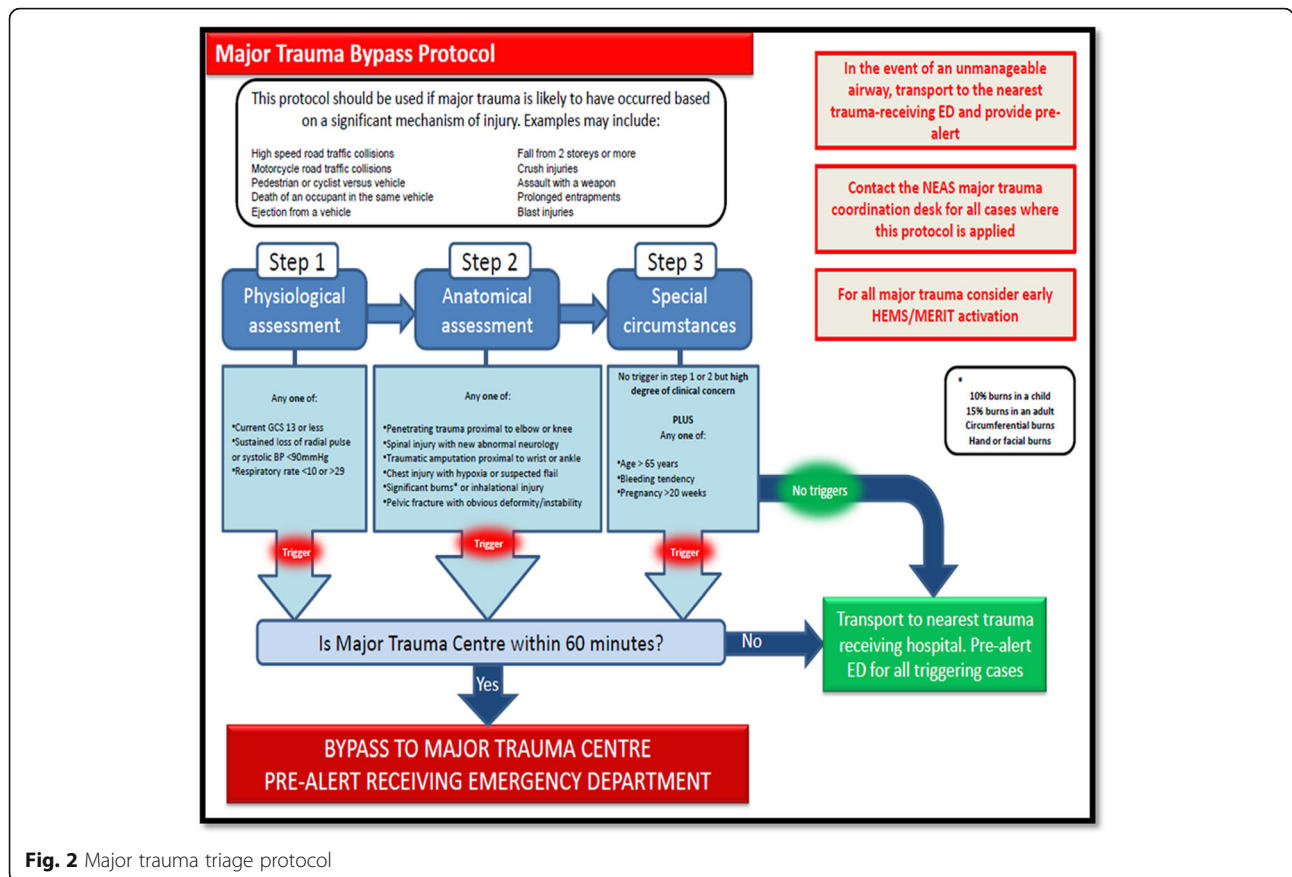 Major Trauma Bypass Protocol
This protocol should be used if major trauma is likely to have occurred based
on a significant mechanism of injury. Examples may include:
High speed road traffic collisions
Motorcycle road traffic collisions
Pedestrian or cyclist versus vehicle
Death of an occupant in the same vehicle
Ejection from a vehicle
Fall from 2 storeys or more
Crush injuries
Assault with a weapon
Prolonged entrapments
Blast injuries
In the event of an unmanageable
airway, transport to the nearest
trauma-receiving ED and provide pre-
alert
Contact the NEAS major trauma
coordination desk for all cases where
this protocol is applied
For all major trauma consider early
HEMS/MERIT activation
*
10% burns in a child
15% burns in an adult
Circumferential burns
Hand or facial burns
Step 1
Physiological
assessment
Any one of:
•Current GCS 13 or less
•Sustained loss of radial pulse
or systolic BP <90mmHg
•Respiratory rate <10 or >29
Trigger
Step 2
Anatomical
assessment
Any one of:
•Penetrating trauma proximal to elbow or knee
•Spinal injury with new abnormal neurology
•Traumatic amputation proximal to wrist or ankle
•Chest injury with hypoxia or suspected flail
•Significant burns* or inhalational injury
•Pelvic fracture with obvious deformity/instability
Trigger
Step 3
Special
circumstances
No trigger in step 1 or 2 but high
degree of clinical concern
PLUS
Any one of:
•Age > 65 years
•Bleeding tendency
•Pregnancy >20 weeks
Trigger
No triggers
Is Major Trauma Centre within 60 minutes?
No
Transport to nearest trauma
receiving hospital. Pre-alert
ED for all triggering cases
Yes
BYPASS TO MAJOR TRAUMA CENTRE
PRE-ALERT RECEIVING EMERGENCY DEPARTMENT
Fig. 2 Major trauma triage protocol